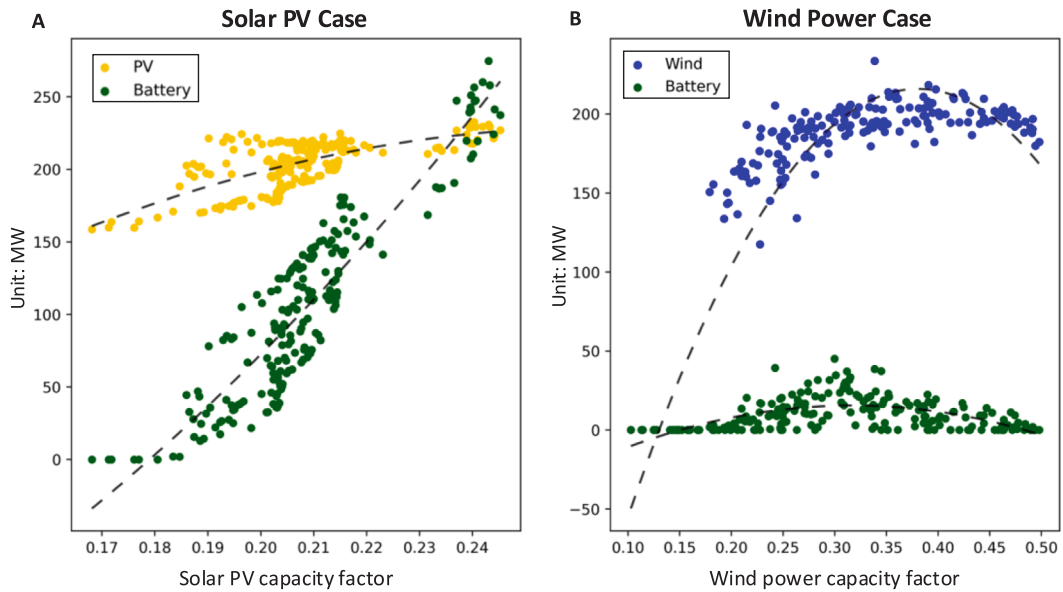 A
Solar PV Case
PV
Battery
Unit: MW
250
200
150
100
50
0
0.17 0.18 0.19 0.20 0.21 0.22 0.23 0.24
Solar PV capacity factor
B
Wind Power Case
Wind
Battery
Unit: MW
200
150
100
50
0
−50
0.10 0.15 0.20 0.25 0.30 0.35 0.40 0.45 0.50
Wind power capacity factor